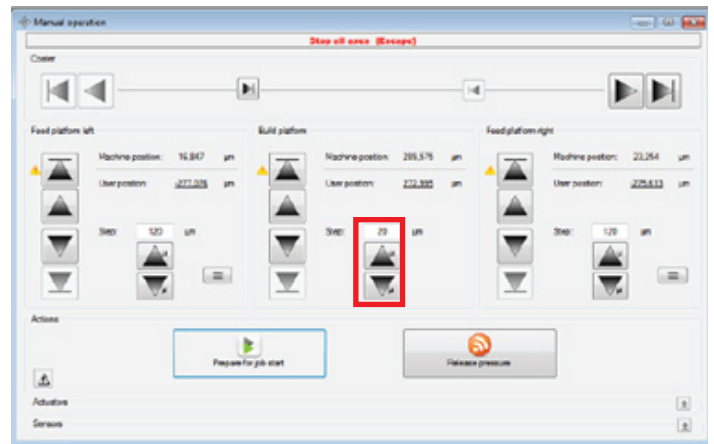 Manual operation
Stop all axes (Escape)
Coater
Feed platform left
Build platform
Feed platform right
Machine position: 16,847 µm
Machine position: 289,576 µm
Machine position: 23,264 µm
User position: µm
User position: µm
User position: µm
Step: 120 µm
Step: 20 µm
Step: 120 µm
Actions
Prepare for job start
Release pressure
Actuators
Sensors